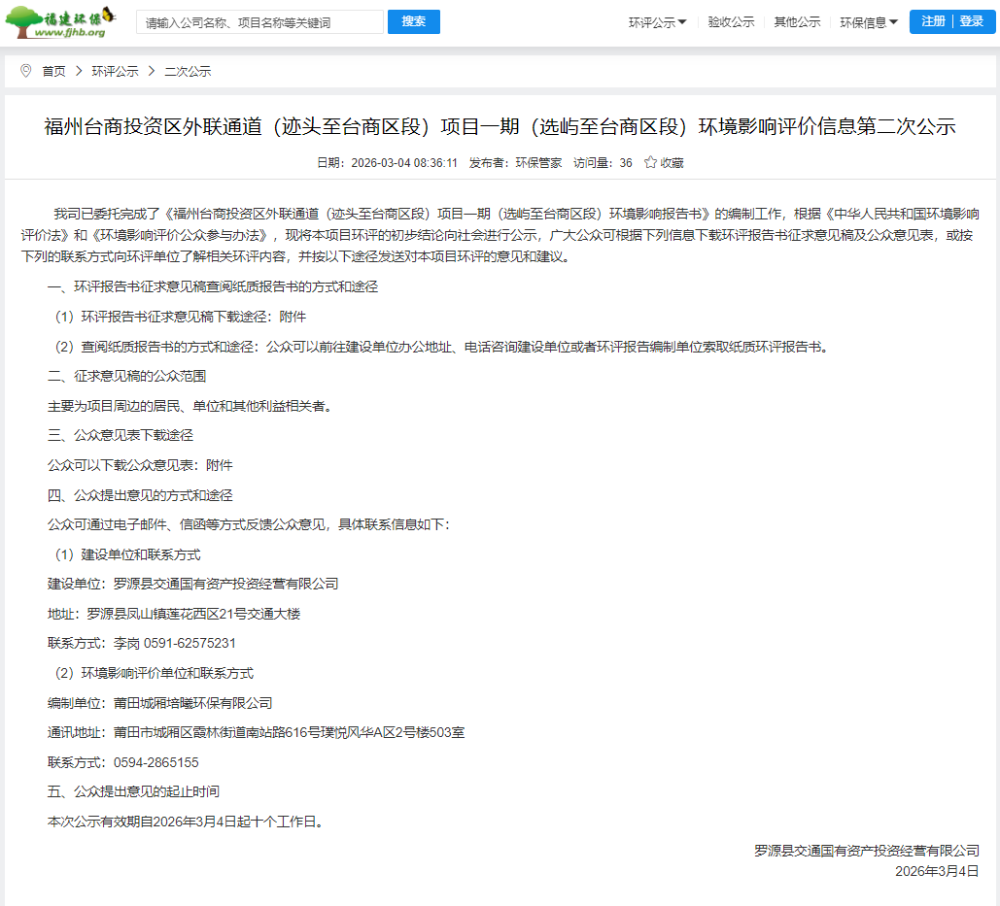 福建环保
www.fjhb.org
请输入公司名称、项目名称等关键词
搜索
环评公示
验收公示
其他公示
环保信息
注册 | 登录
首页 > 环评公示 > 二次公示
福州台商投资区外联通道（迹头至台商区段）项目一期（选屿至台商区段）环境影响评价信息第二次公示
日期：2026-03-04 08:36:11 发布者：环保管家 访问量：36 收藏
我司已委托完成了《福州台商投资区外联通道（迹头至台商区段）项目一期（选屿至台商区段）环境影响报告书》的编制工作，根据《中华人民共和国环境影响
评价法》和《环境影响评价公众参与办法》，现将本项目环评的初步结论向社会进行公示，广大公众可根据下列信息下载环评报告书征求意见稿及公众意见表，或按
下列的联系方式向环评单位了解相关环评内容，并按以下途径发送对本项目环评的意见和建议。
一、环评报告书征求意见稿查阅纸质报告书的方式和途径
（1）环评报告书征求意见稿下载途径：附件
（2）查阅纸质报告书的方式和途径：公众可以前往建设单位办公地址、电话咨询建设单位或者环评报告编制单位索取纸质环评报告书。
二、征求意见稿的公众范围
主要为项目周边的居民、单位和其他利益相关者。
三、公众意见表下载途径
公众可以下载公众意见表：附件
四、公众提出意见的方式和途径
公众可通过电子邮件、信函等方式反馈公众意见，具体联系信息如下：
（1）建设单位和联系方式
建设单位：罗源县交通国有资产投资经营有限公司
地址：罗源县凤山镇莲花西区21号交通大楼
联系方式：李岗 0591-62575231
（2）环境影响评价单位和联系方式
编制单位：莆田城厢培曦环保有限公司
通讯地址：莆田市城厢区霞林街道南站路616号璞悦风华A区2号楼503室
联系方式：0594-2865155
五、公众提出意见的起止时间
本次公示有效期自2026年3月4日起十个工作日。
罗源县交通国有资产投资经营有限公司
2026年3月4日